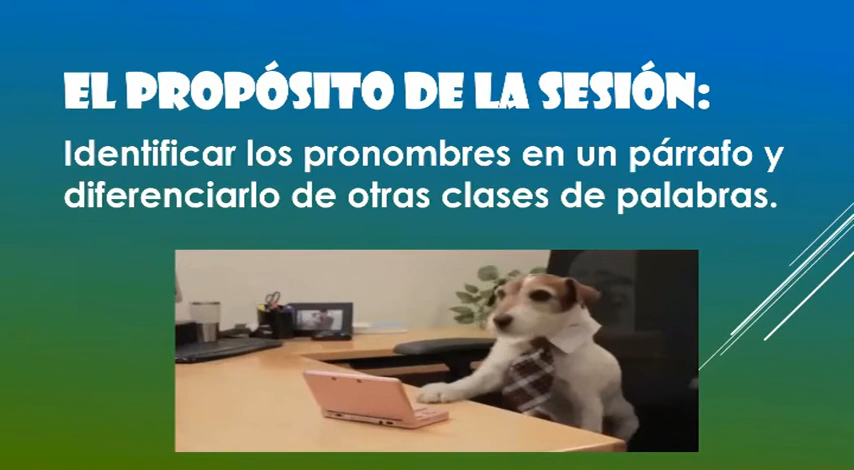 EL PROPÓSITO DE LA SESIÓN:
Identificar los pronombres en un párrafo y
diferenciarlo de otras clases de palabras.